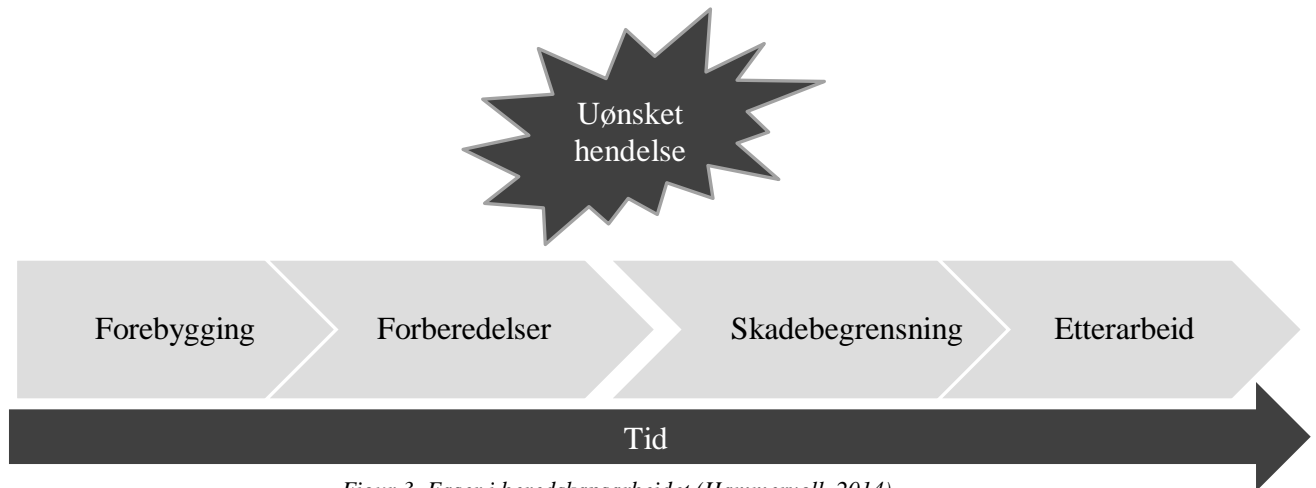 Uønsket
hendelse
Forebygging
Forberedelser
Skadebegrensning
Etterarbeid
Tid
Figur 3. Faser i beredskapsarbeidet (Hammervoll, 2014)